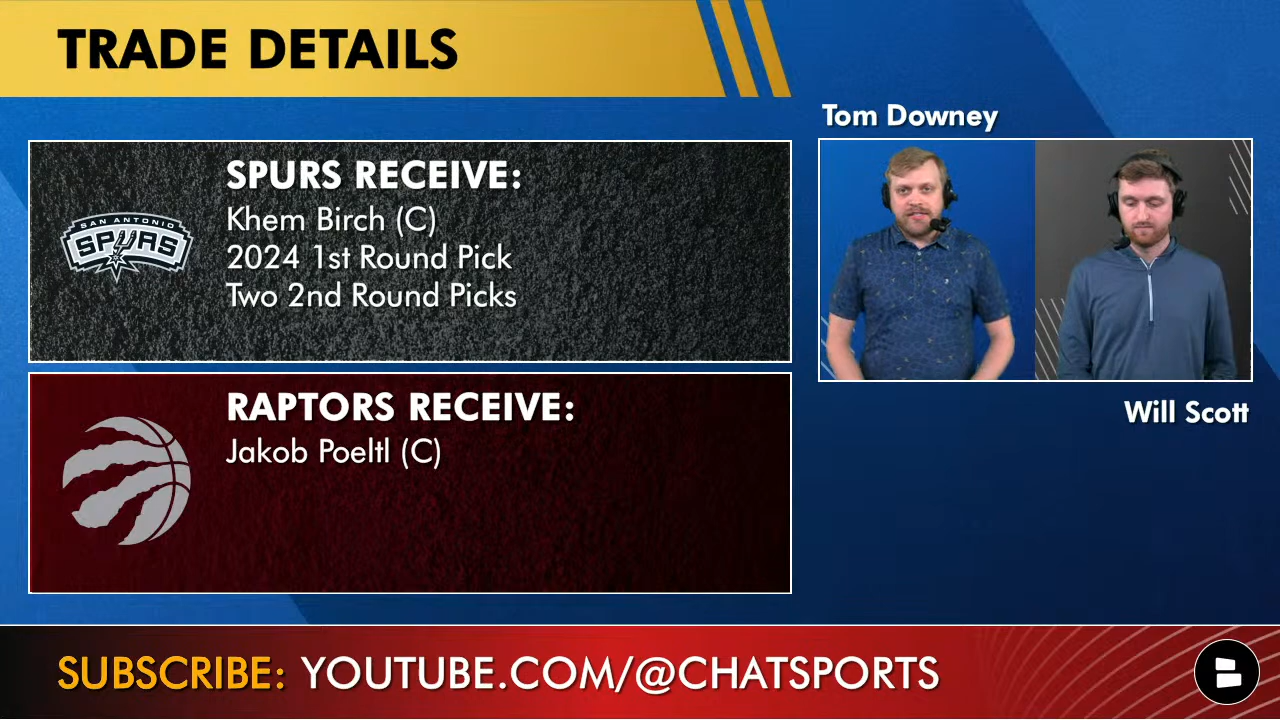 TRADE DETAILS
Tom Downey
SPURS RECEIVE:
Khem Birch (C)
2024 1st Round Pick
Two 2nd Round Picks
SAN ANTONIO
SPURS
RAPTORS RECEIVE:
Jakob Poeltl (C)
Will Scott
SUBSCRIBE: YOUTUBE.COM/@CHATSPORTS